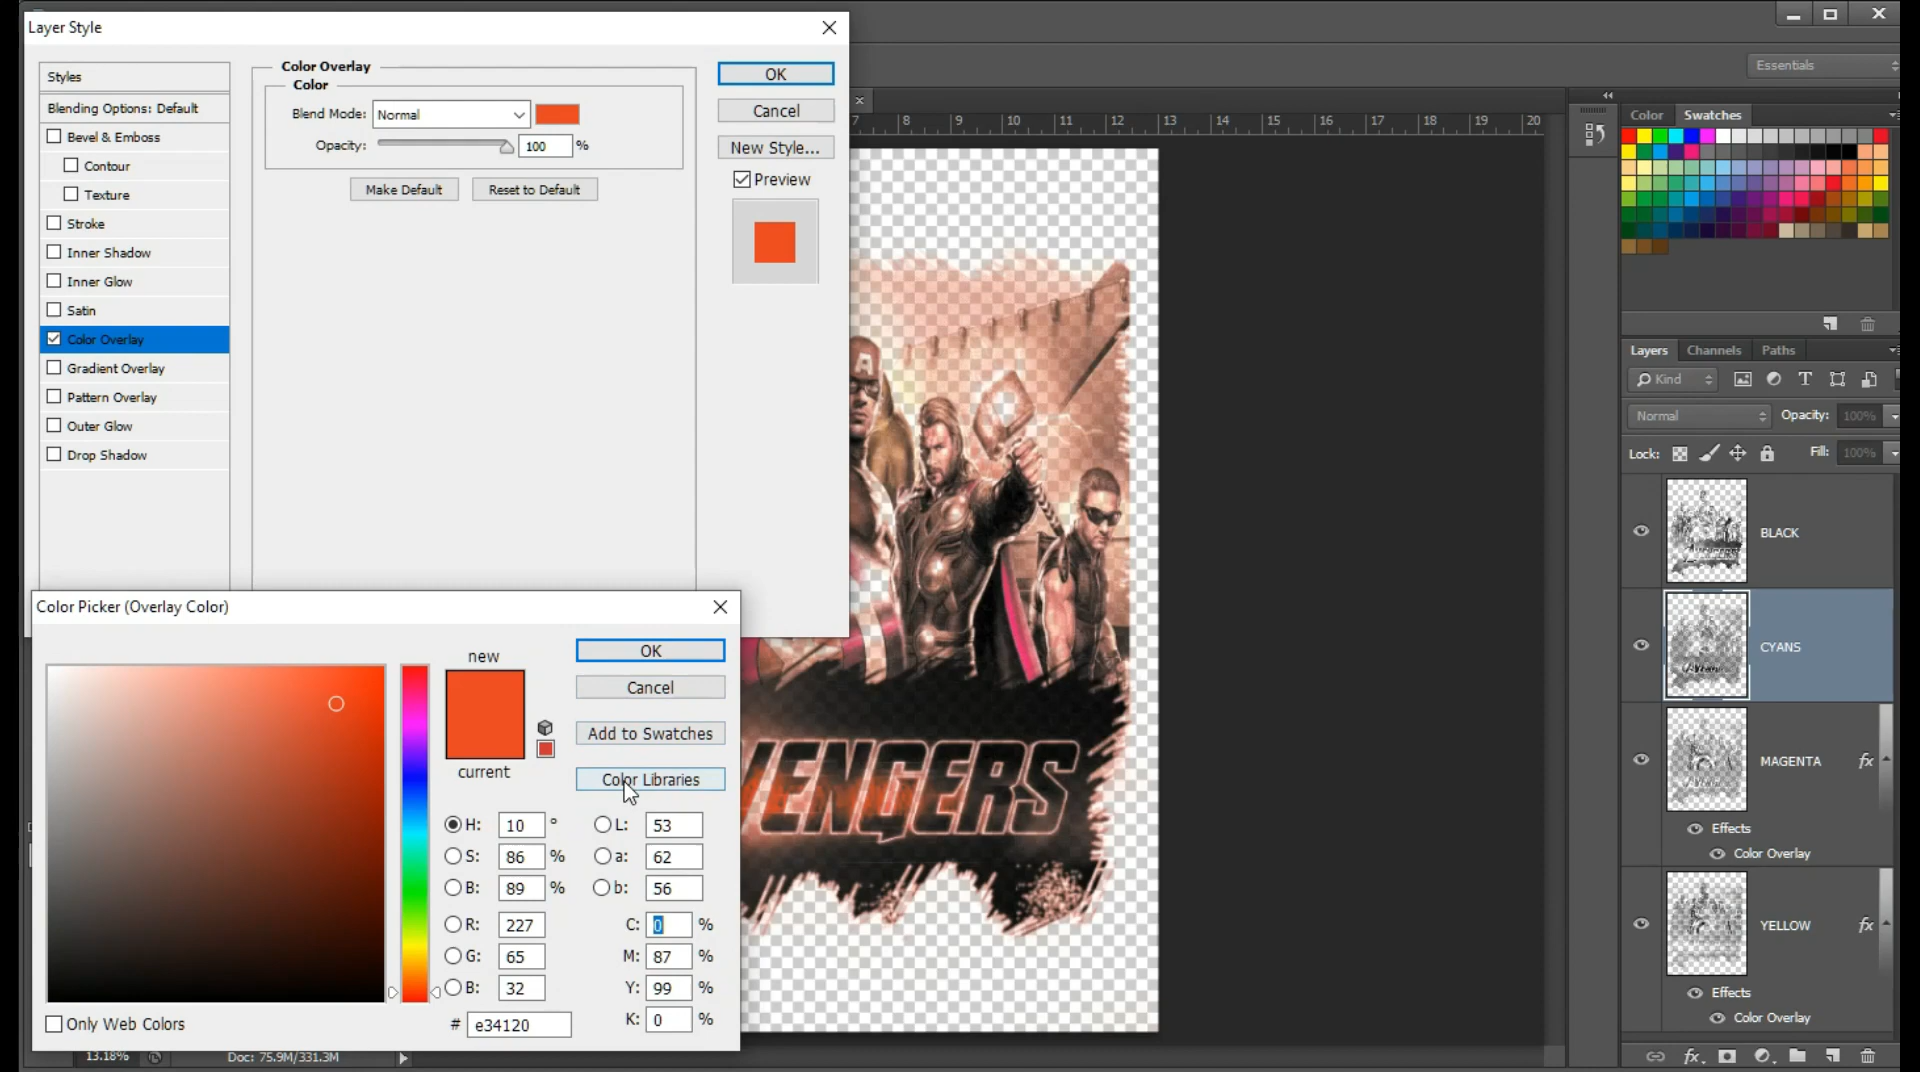 Layer Style
Styles
Blending Options: Default
Bevel & Emboss
Contour
Texture
Stroke
Inner Shadow
Inner Glow
Satin
Color Overlay
Gradient Overlay
Pattern Overlay
Outer Glow
Drop Shadow
Color Overlay
Color
Blend Mode: Normal
Opacity: 100 %
Make Default Reset to Default
OK
Cancel
New Style...
Preview
Color Picker (Overlay Color)
new
current
OK
Cancel
Add to Swatches
Color Libraries
H: 10 ° L: 53
S: 86 % a: 62
B: 89 % b: 56
R: 227 C: 0 %
G: 65 M: 87 %
B: 32 Y: 99 %
# e34120 K: 0 %
Only Web Colors
13.18% Doc: 75.9M/331.3M
7 8 9 10 11 12 13 14 15 16 17 18 19 20
A
VENGERS
Essentials
Color Swatches
Layers Channels Paths
Kind
Normal Opacity: 100%
Lock: Fill: 100%
BLACK
CYANS
MAGENTA fx
Effects
Color Overlay
YELLOW fx
Effects
Color Overlay
fx